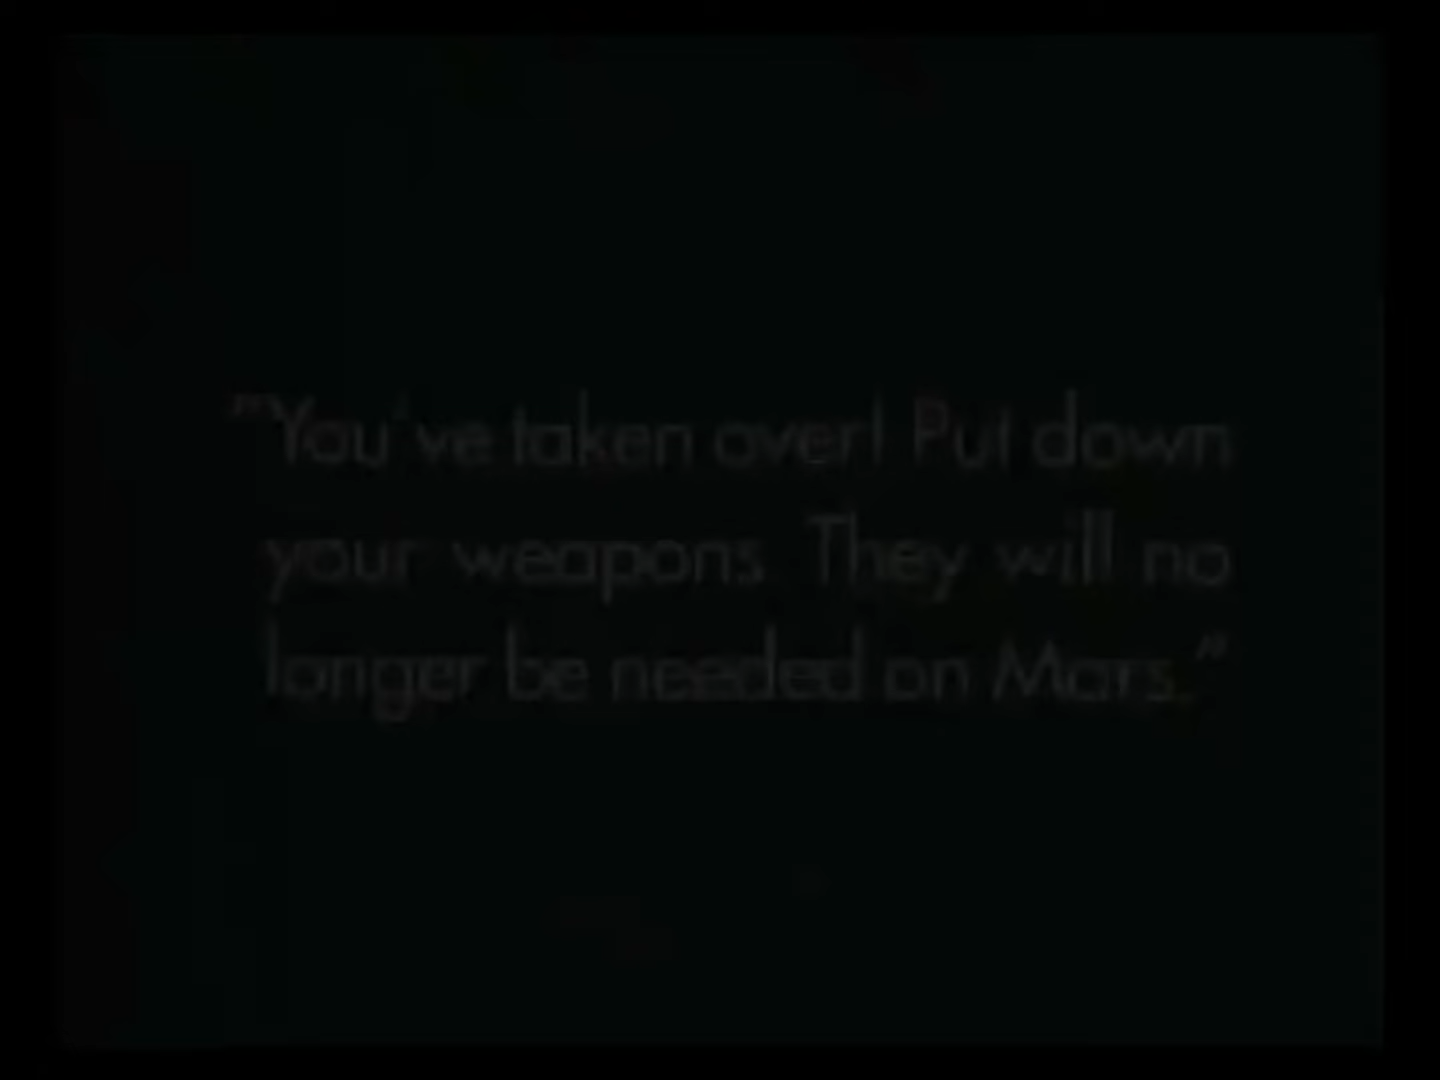 "You've taken over! Put down
your weapons. They will no
longer be needed on Mars."